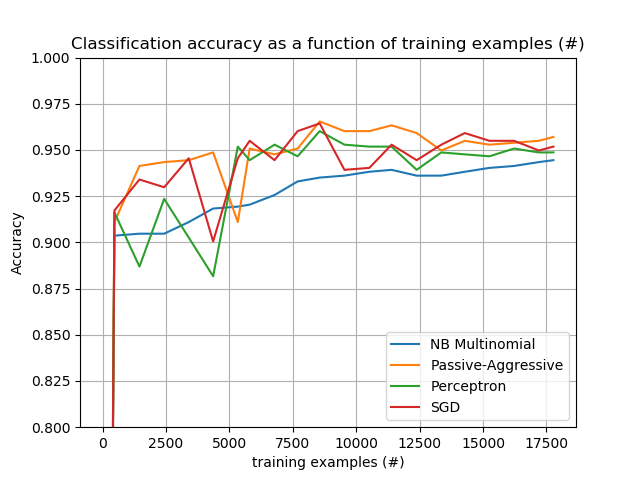 Classification accuracy as a function of training examples (#)
1.000
0.975
0.950
0.925
0.900
0.875
0.850
0.825
0.800
Accuracy
NB Multinomial
Passive-Aggressive
Perceptron
SGD
0 2500 5000 7500 10000 12500 15000 17500
training examples (#)